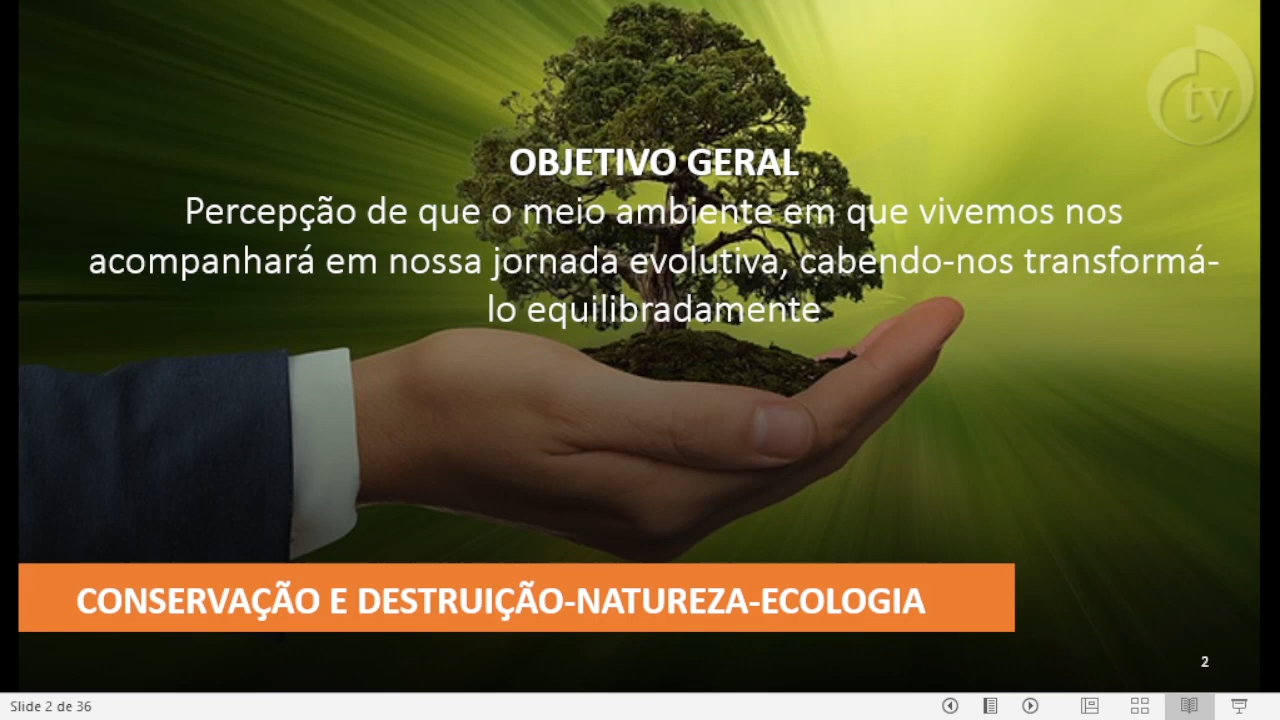 tv
OBJETIVO GERAL
Percepção de que o meio ambiente em que vivemos nos
acompanhará em nossa jornada evolutiva, cabendo-nos transformá-
lo equilibradamente
CONSERVAÇÃO E DESTRUIÇÃO-NATUREZA-ECOLOGIA
2
Slide 2 de 36